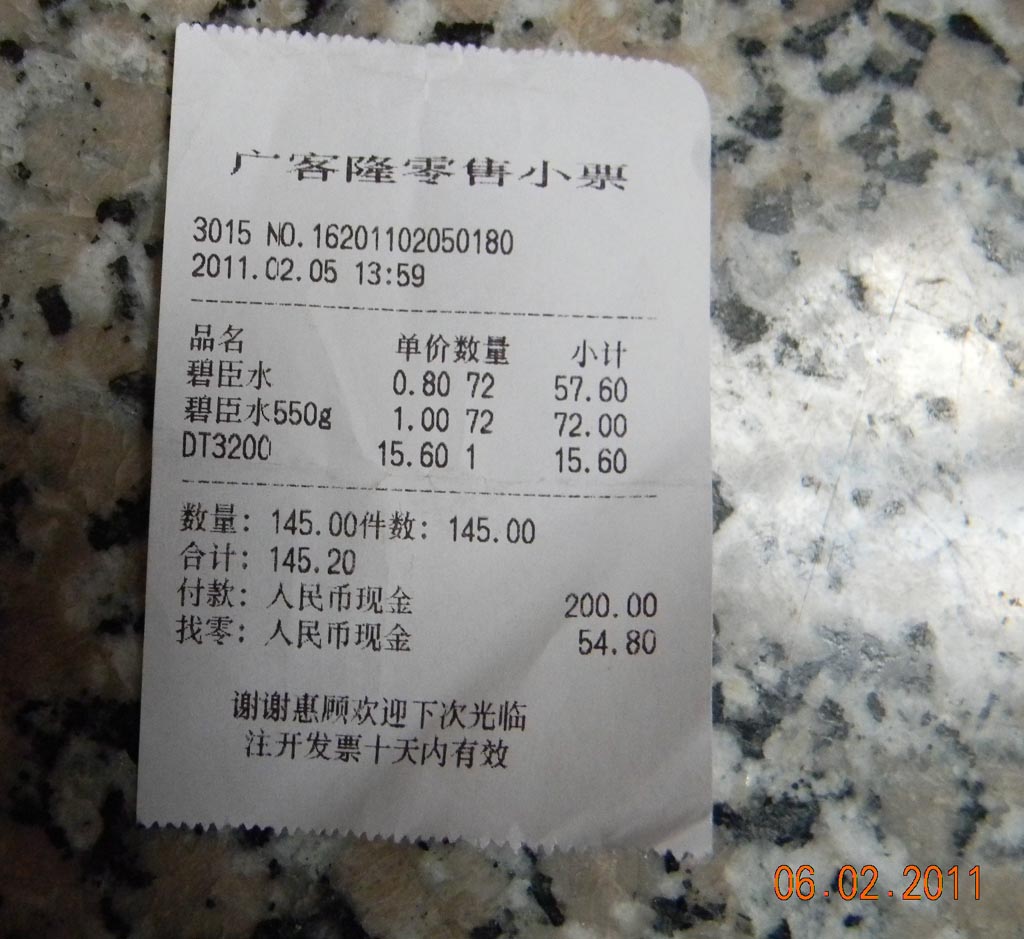 广客隆零售小票
3015 NO.16201102050180
2011.02.05 13:59
品名 单价数量 小计
碧臣水 0.80 72 57.60
碧臣水550g 1.00 72 72.00
DT3200 15.60 1 15.60
数量: 145.00件数: 145.00
合计: 145.20
付款: 人民币现金 200.00
找零: 人民币现金 54.80
谢谢惠顾欢迎下次光临
注开发票十天内有效
06.02.2011